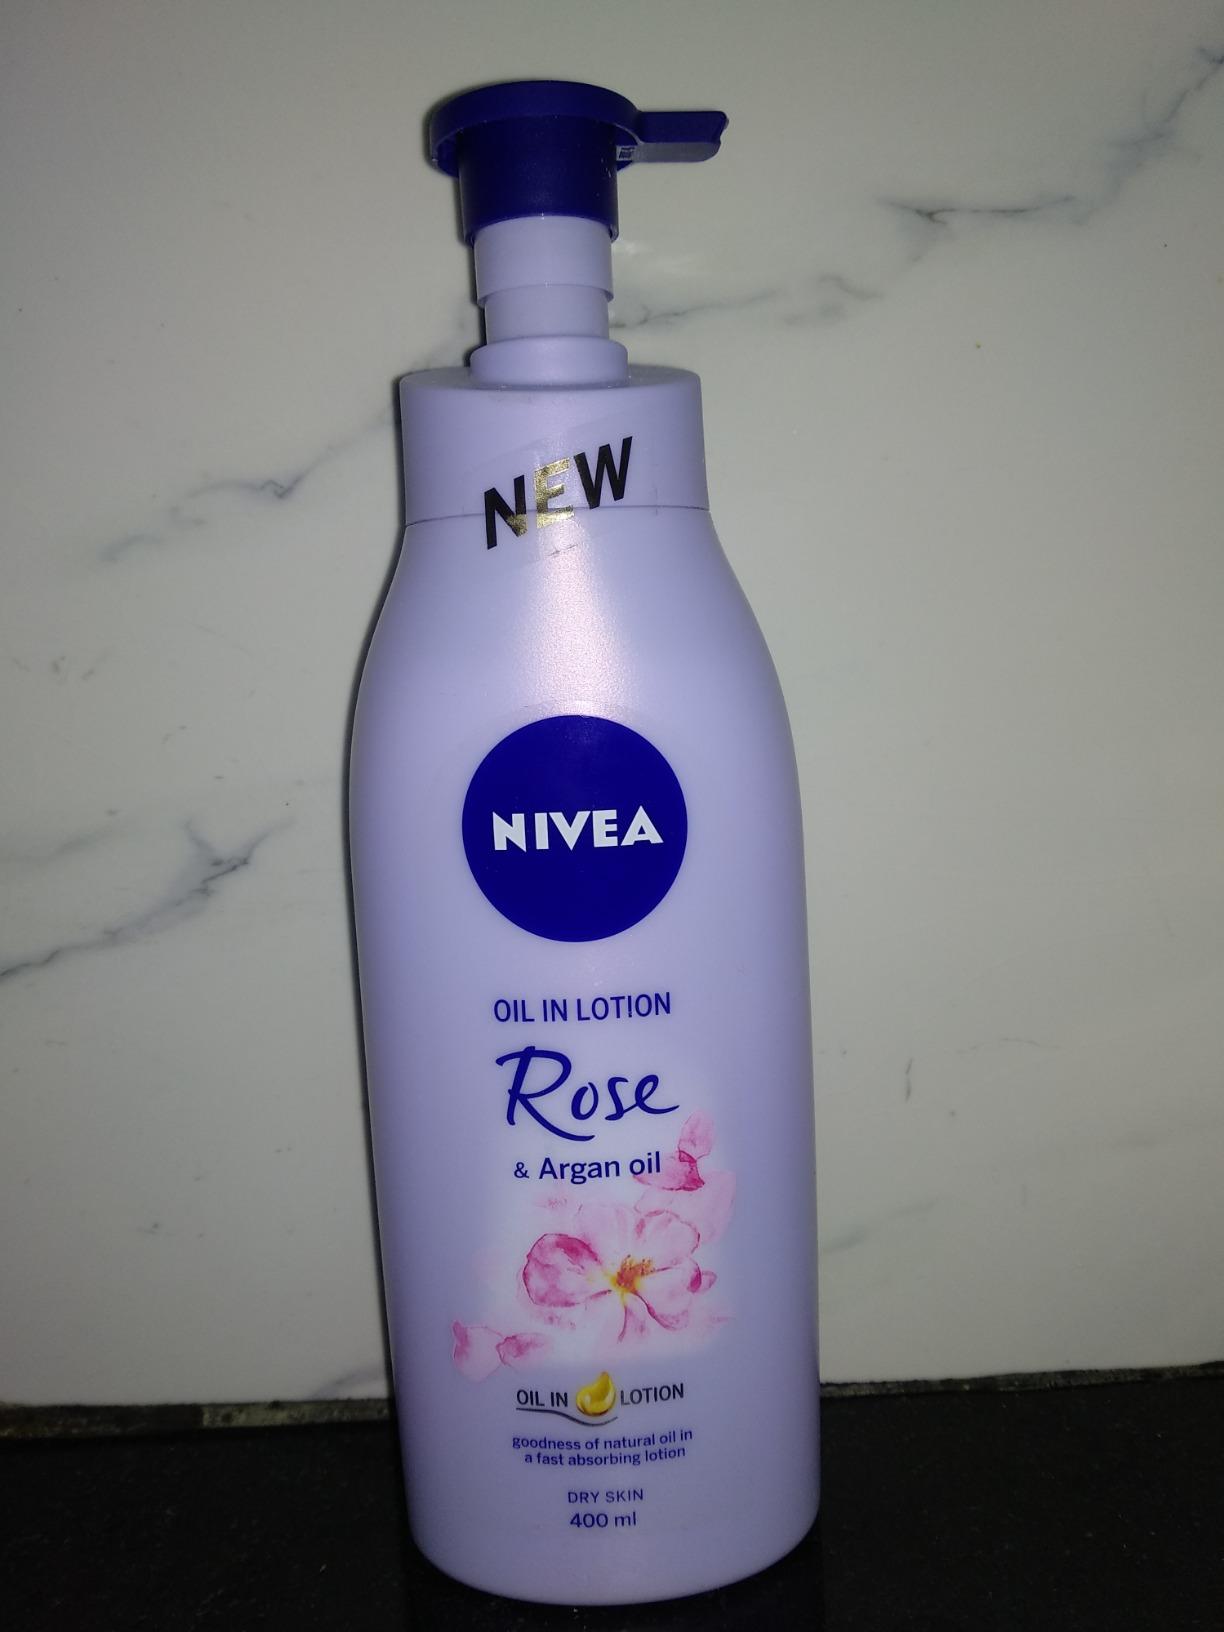 NEW
NIVEA
OIL IN LOTION
Rose
& Argan oil
OIL IN LOTION
goodness of natural oil in
a fast absorbing lotion
DRY SKIN
400 ml